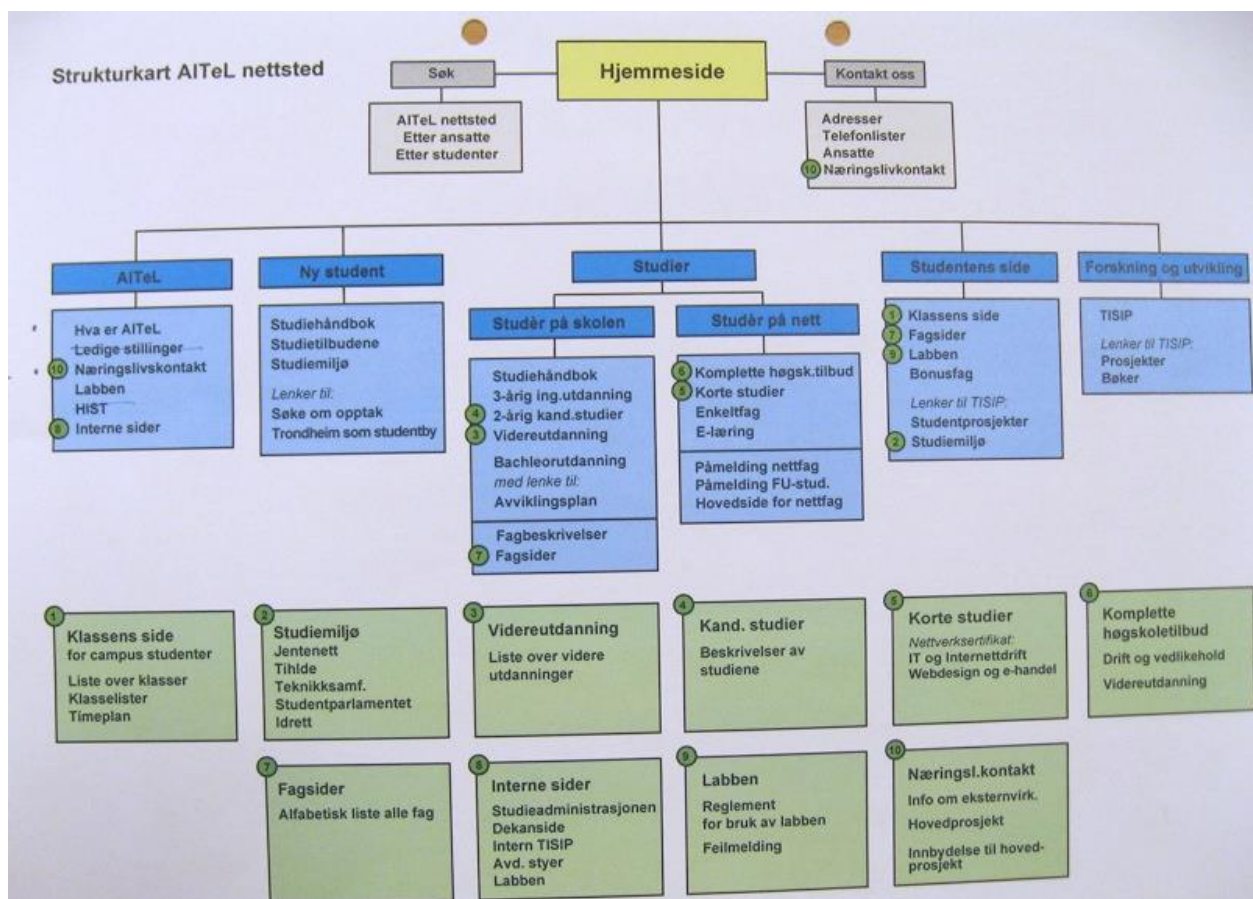 Strukturkart AITeL nettsted
Søk
Hjemmeside
Kontakt oss
AITeL nettsted
Etter ansatte
Etter studenter
Adresser
Telefonlister
Ansatte
10 Næringslivkontakt
AITeL
Hva er AITeL
Ledige stillinger
10 Næringslivskontakt
Labben
HIST
8 Interne sider
Ny student
Studiehåndbok
Studietilbudene
Studiemiljø
Lenker til:
Søke om opptak
Trondheim som studentby
Studier
Studèr på skolen
Studiehåndbok
3-årig ing.utdanning
4 2-årig kand.studier
3 Videreutdanning
Bachleorutdanning
med lenke til:
Avviklingsplan
Fagbeskrivelser
7 Fagsider
Studèr på nett
6 Komplette høgsk.tilbud
5 Korte studier
Enkeltfag
E-læring
Påmelding nettfag
Påmelding FU-stud.
Hovedside for nettfag
Studentens side
1 Klassens side
7 Fagsider
9 Labben
Bonusfag
Lenker til TISIP:
Studentprosjekter
2 Studiemiljø
Forskning og utvikling
TISIP
Lenker til TISIP:
Prosjekter
Bøker
1
Klassens side
for campus studenter
Liste over klasser
Klasselister
Timeplan
2
Studiemiljø
Jentenett
Tihlde
Teknikksamf.
Studentparlamentet
Idrett
3
Videreutdanning
Liste over videre
utdanninger
4
Kand. studier
Beskrivelser av
studiene
5
Korte studier
Nettverksertifikat:
IT og Internettdrift
Webdesign og e-handel
6
Komplette
høgskoletilbud
Drift og vedlikehold
Videreutdanning
7
Fagsider
Alfabetisk liste alle fag
8
Interne sider
Studieadministrasjonen
Dekanside
Intern TISIP
Avd. styer
Labben
9
Labben
Reglement
for bruk av labben
Feilmelding
10
Næringsl.kontakt
Info om eksternvirk.
Hovedprosjekt
Innbydelse til hoved-
prosjekt